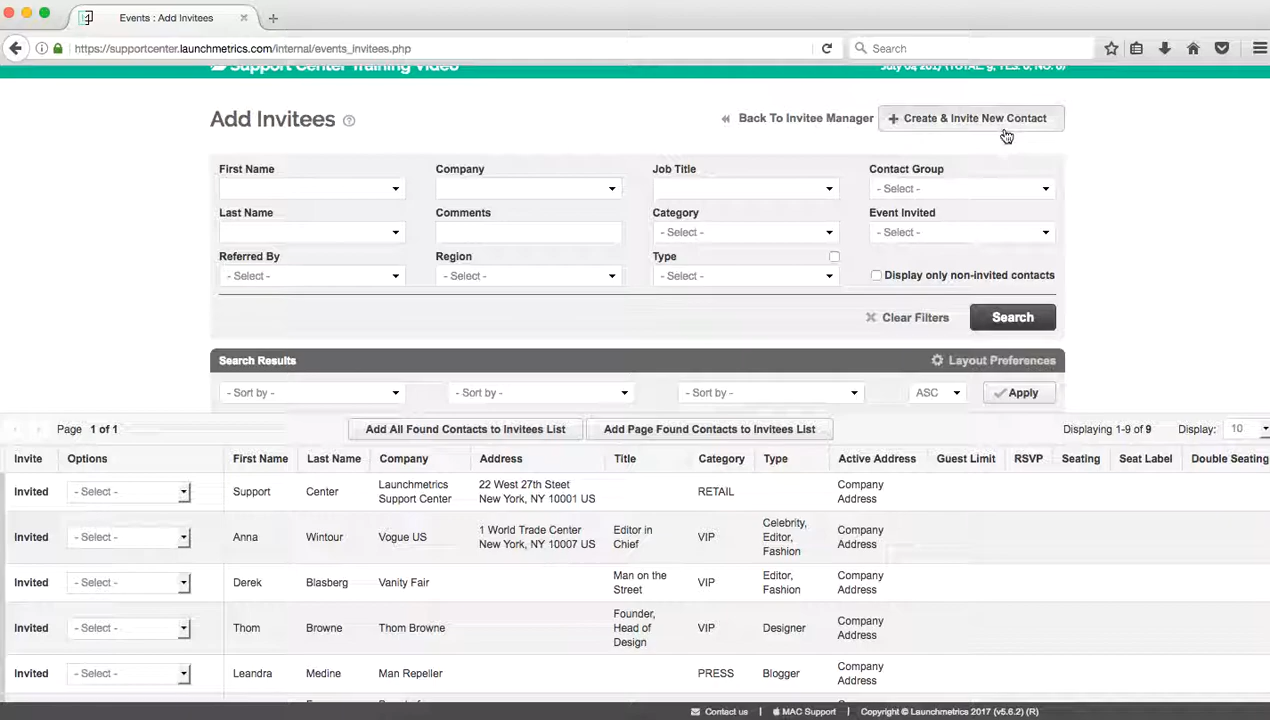 Events : Add Invitees
https://supportcenter.launchmetrics.com/internal/events_invitees.php
Search
Support Center Training Video
Add Invitees
Back To Invitee Manager
Create & Invite New Contact
First Name
Company
Job Title
Contact Group
- Select -
Last Name
Comments
Category
Event Invited
- Select -
- Select -
Referred By
Region
Type
- Select -
- Select -
- Select -
Display only non-invited contacts
Clear Filters
Search
Search Results
Layout Preferences
- Sort by -
- Sort by -
- Sort by -
ASC
Apply
Page 1 of 1
Add All Found Contacts to Invitees List
Add Page Found Contacts to Invitees List
Displaying 1-9 of 9
Display: 10
Invite Options First Name Last Name Company Address Title Category Type Active Address Guest Limit RSVP Seating Seat Label Double Seating
Invited - Select - Support Center Launchmetrics Support Center 22 West 27th Steet New York, NY 10001 US RETAIL Company Address
Invited - Select - Anna Wintour Vogue US 1 World Trade Center New York, NY 10007 US Editor in Chief VIP Celebrity, Editor, Fashion Company Address
Invited - Select - Derek Blasberg Vanity Fair Man on the Street VIP Editor, Fashion Company Address
Invited - Select - Thom Browne Thom Browne Founder, Head of Design VIP Designer Company Address
Invited - Select - Leandra Medine Man Repeller PRESS Blogger Company Address
Contact us | MAC Support | Copyright © Launchmetrics 2017 (v5.6.2) (R)